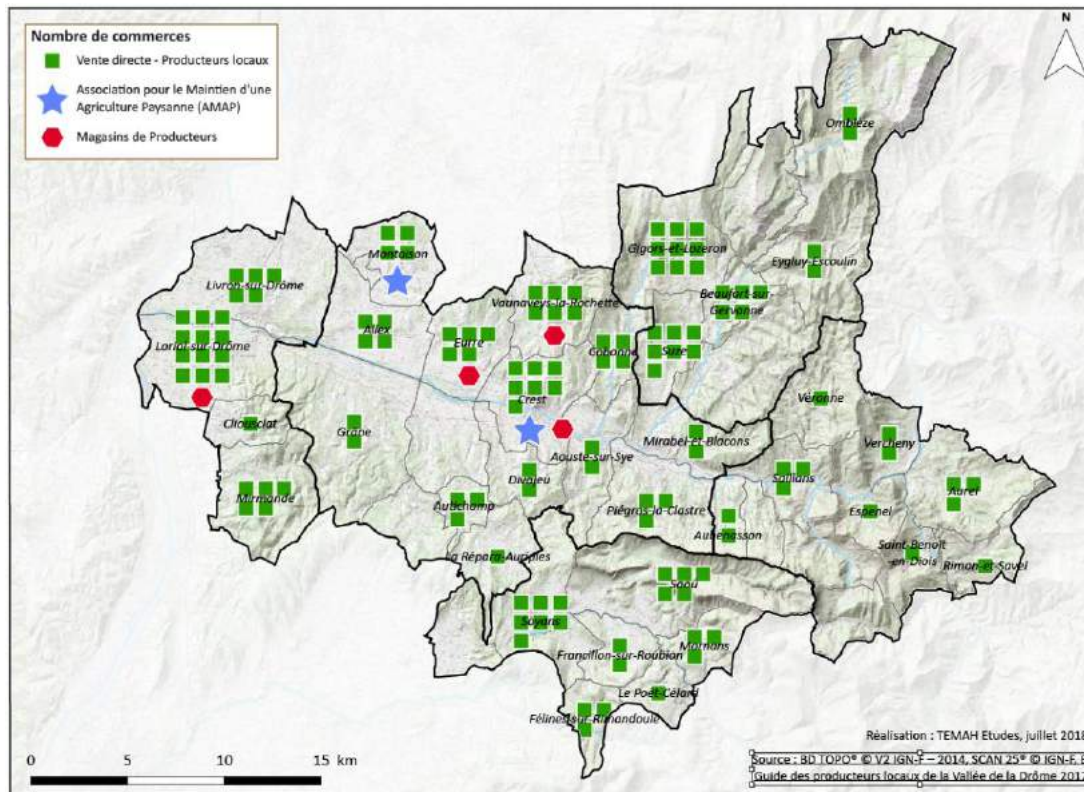 Nombre de commerces
Vente directe - Producteurs locaux
Association pour le Maintien d'une
Agriculture Paysanne (AMAP)
Magasins de Producteurs
N
Omblèze
Montoison
Gigors-et-Lozeron
Eygluy-Escoulin
Livron-sur-Drôme
Beaufort-sur-
Gervanne
Vaunaveys-la-Rochette
Allex
Eurre
Loriol-sur-Drôme
Cobonne
Suze
Crest
Véronne
Cliousclat
Grane
Mirabel-et-Blacons
Vercheny
Aouste-sur-Sye
Divajeu
Saillans
Mirmande
Aurel
Autichamp
Piégros-la-Clastre
Espenel
Aubenasson
Saint-Benoit
en-Diois
La Répara-Auriples
Rimon-et-Savel
Saoû
Soyans
Francillon-sur-Roubion
Mornans
Le Poët-Célard
Félines-sur-Rimandoule
Réalisation : TEMAH Etudes, juillet 2018
Source : BD TOPO® © V2 IGN-F – 2014, SCAN 25® © IGN-F,
Guide des producteurs locaux de la Vallée de la Drôme
0 5 10 15 km